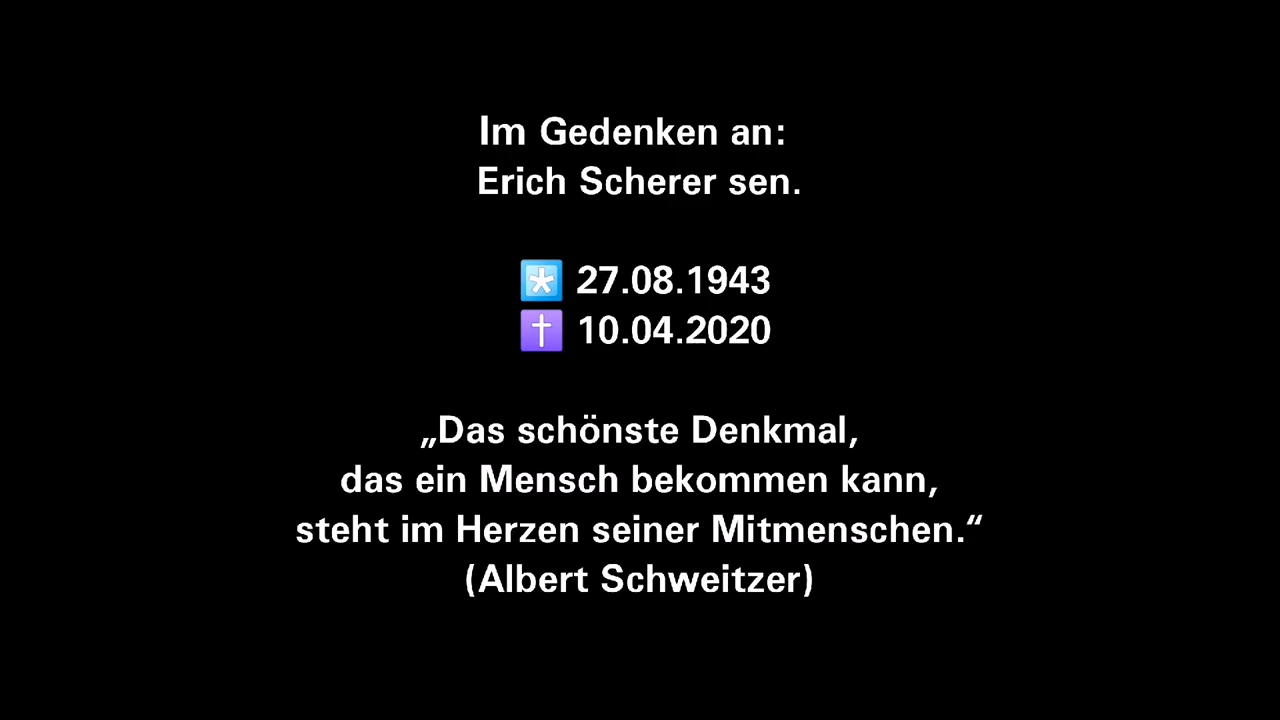 Im Gedenken an:
Erich Scherer sen.
*️⃣ 27.08.1943
✝️ 10.04.2020
„Das schönste Denkmal,
das ein Mensch bekommen kann,
steht im Herzen seiner Mitmenschen.“
(Albert Schweitzer)